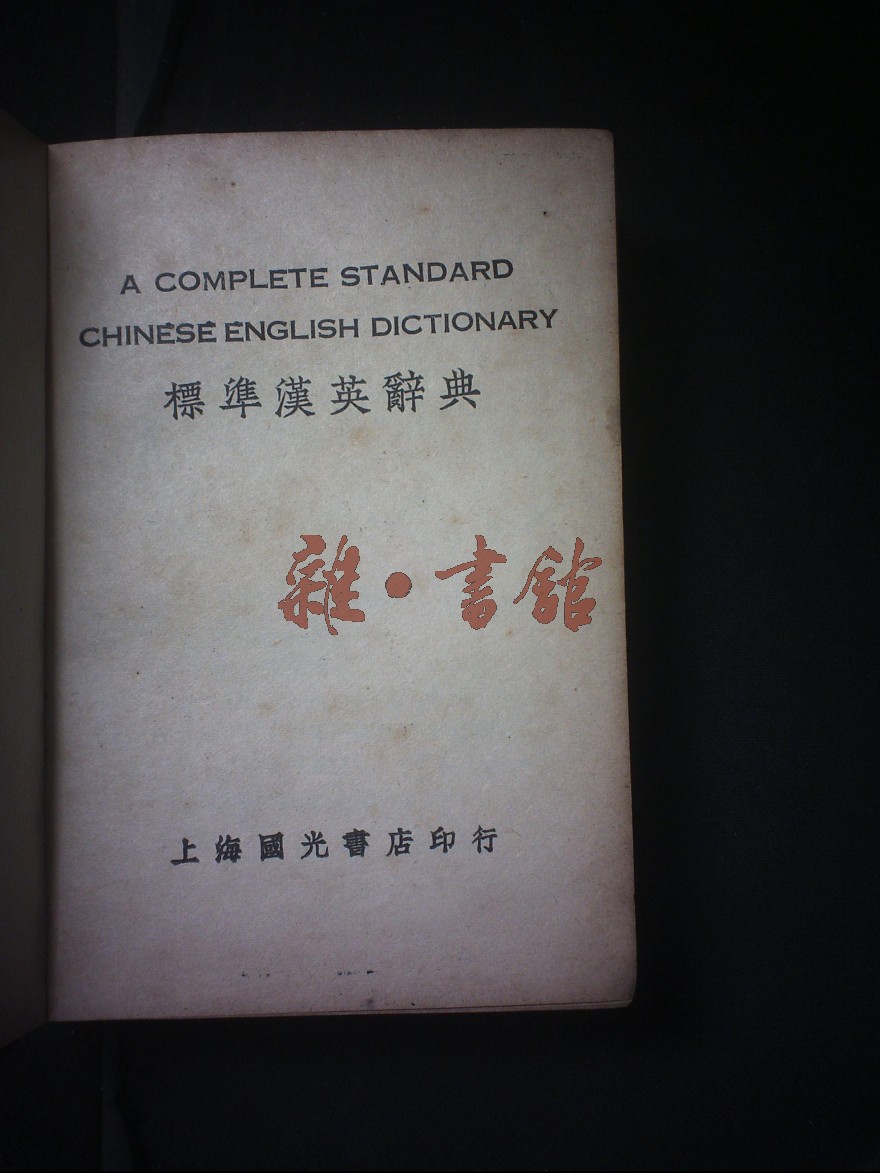 A COMPLETE STANDARD
CHINESE ENGLISH DICTIONARY
標準漢英辭典
雜·書館
上海國光書店印行